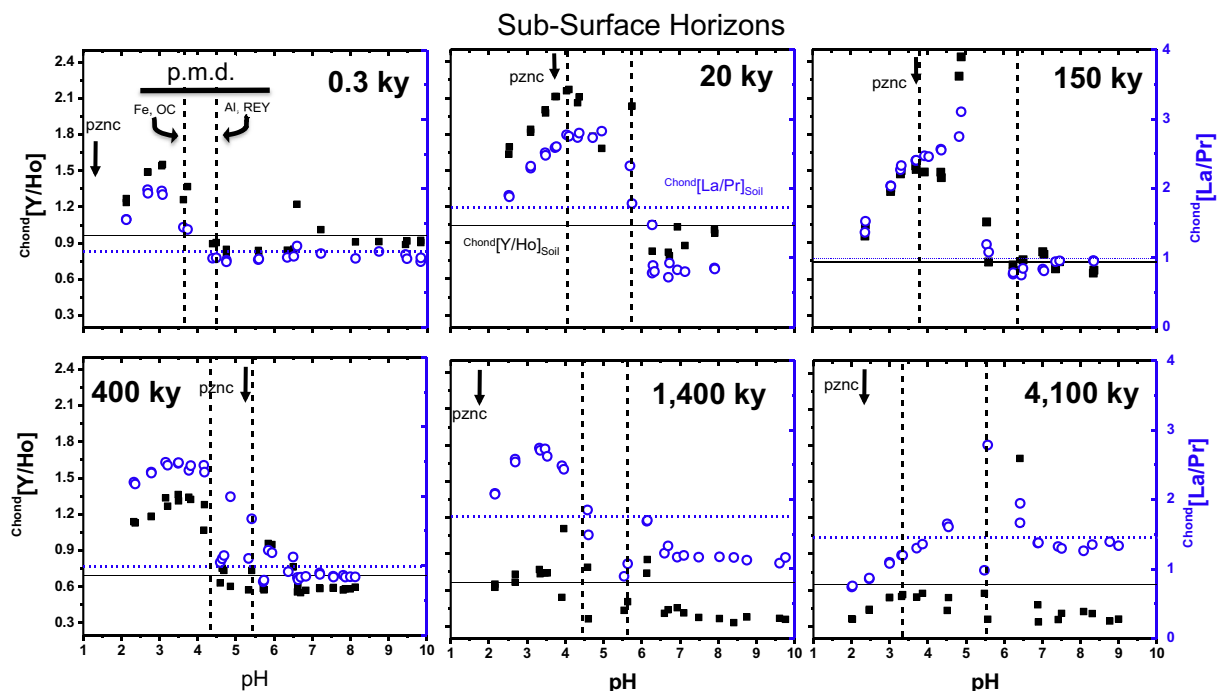 Sub-Surface Horizons
2.4
2.1
1.8
1.5
1.2
0.9
0.6
0.3
Chond[Y/Ho]
p.m.d.
0.3 ky
Fe, OC
Al, REY
pznc
pznc
20 ky
Chond[La/Pr]Soil
Chond[Y/Ho]Soil
pznc
150 ky
4
3
2
1
0
Chond[La/Pr]
2.4
2.1
1.8
1.5
1.2
0.9
0.6
0.3
Chond[Y/Ho]
400 ky
pznc
1 2 3 4 5 6 7 8 9 10
pH
pznc
1,400 ky
1 2 3 4 5 6 7 8 9 10
pH
pznc
4,100 ky
1 2 3 4 5 6 7 8 9 10
pH
4
3
2
1
0
Chond[La/Pr]